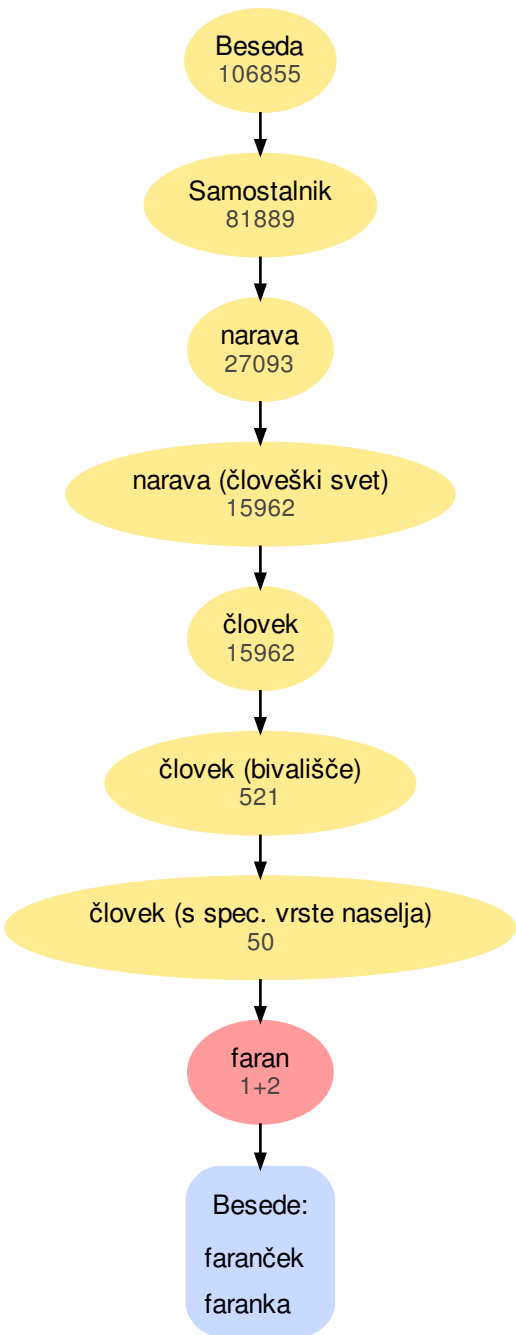 Beseda
106855
Samostalnik
81889
narava
27093
narava (človeški svet)
15962
človek
15962
človek (bivališče)
521
človek (s spec. vrste naselja)
50
faran
1+2
Besede:
faranček
faranka